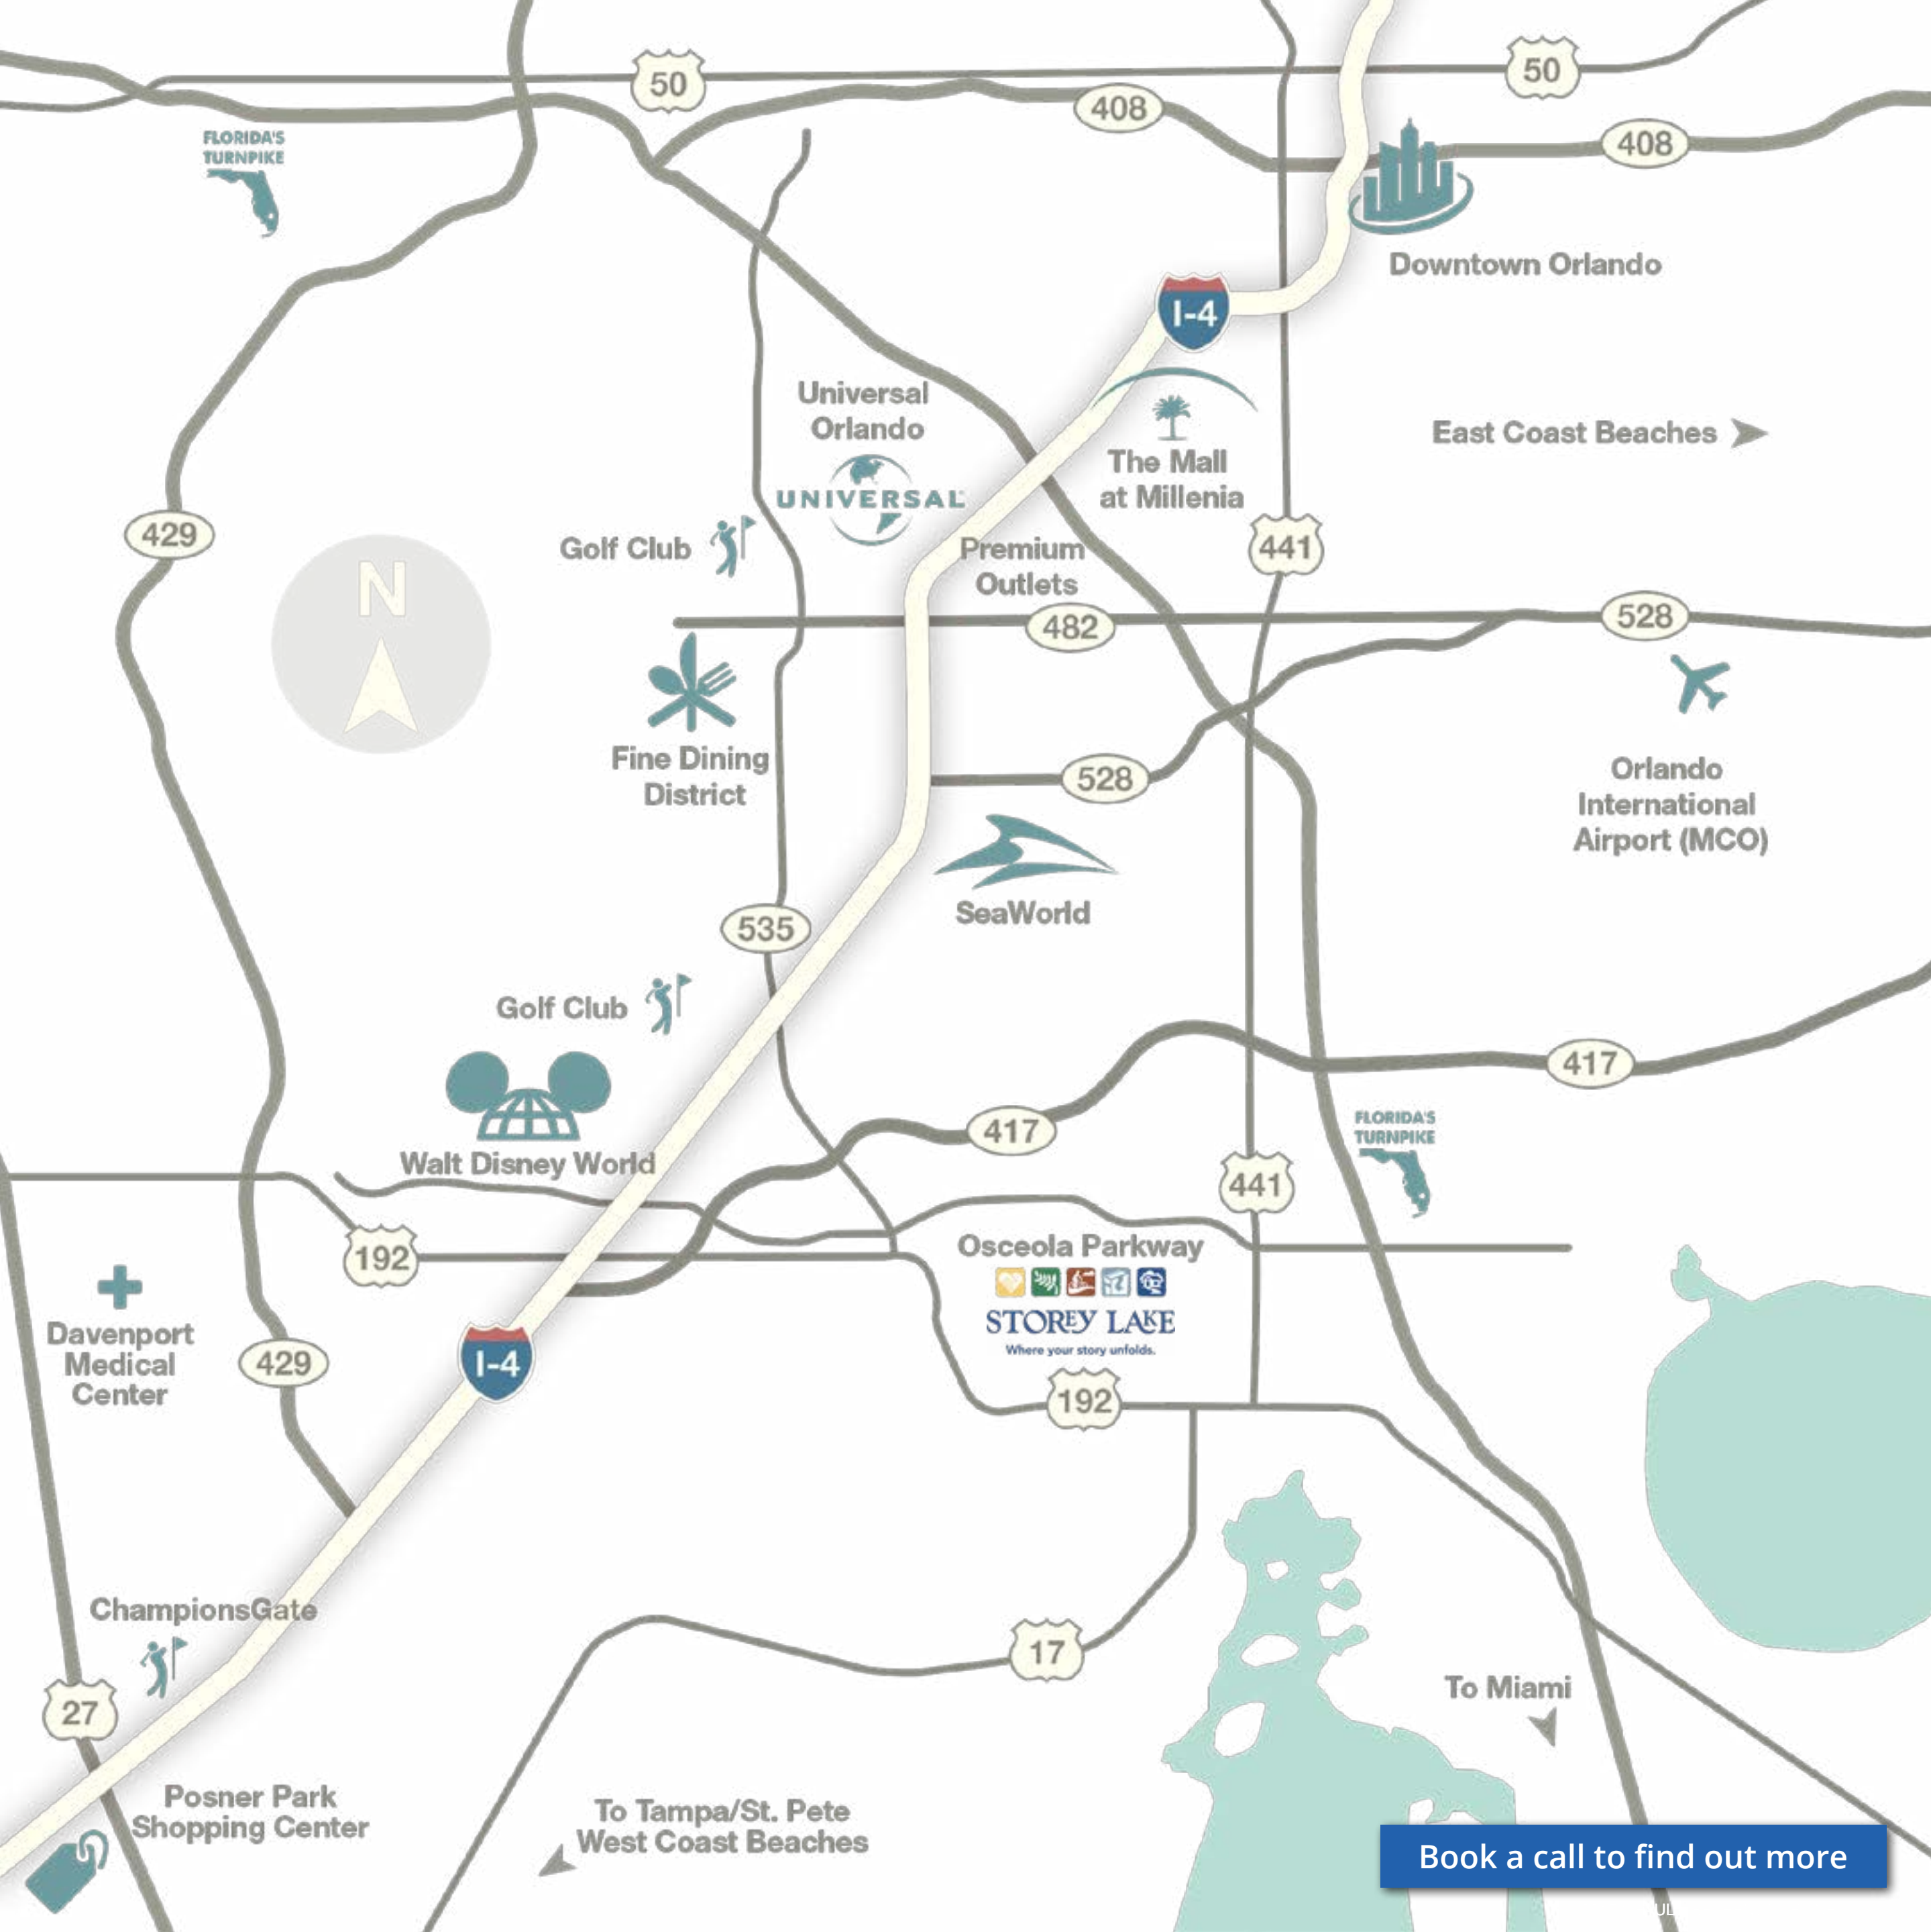 50
50
408
408
FLORIDA'S
TURNPIKE
Downtown Orlando
I-4
Universal
Orlando
UNIVERSAL
East Coast Beaches
The Mall
at Millenia
429
Golf Club
441
Premium
Outlets
N
482
528
Fine Dining
District
528
Orlando
International
Airport (MCO)
SeaWorld
535
Golf Club
417
417
FLORIDA'S
TURNPIKE
Walt Disney World
441
192
Osceola Parkway
STOREY LAKE
Where your story unfolds.
Davenport
Medical
Center
429
I-4
192
ChampionsGate
17
27
To Miami
Posner Park
Shopping Center
To Tampa/St. Pete
West Coast Beaches
Book a call to find out more